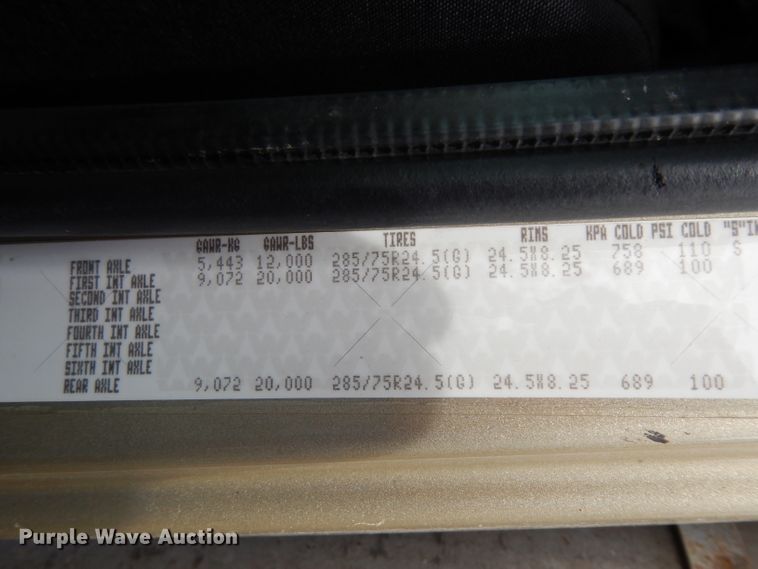 GAWR-KG GAWR-LBS TIRES RIMS KPA COLD PSI COLD "S"IN
FRONT AXLE 5,443 12,000 285/75R24.5(G) 24.5X8.25 758 110 S
FIRST INT AXLE 9,072 20,000 285/75R24.5(G) 24.5X8.25 689 100
SECOND INT AXLE
THIRD INT AXLE
FOURTH INT AXLE
FIFTH INT AXLE
SIXTH INT AXLE
REAR AXLE 9,072 20,000 285/75R24.5(G) 24.5X8.25 689 100
Purple Wave Auction